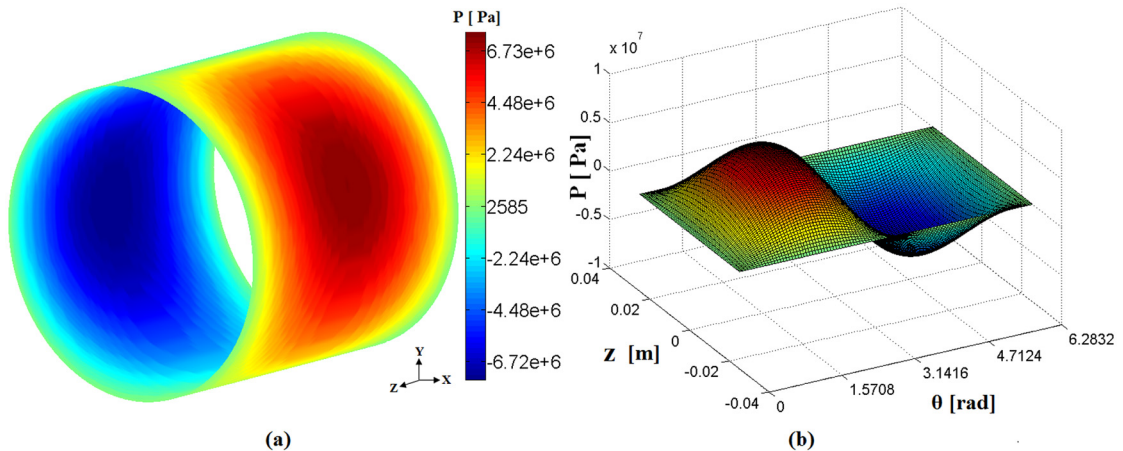 P [ Pa]
6.73e+6
4.48e+6
2.24e+6
2585
-2.24e+6
-4.48e+6
-6.72e+6
Y
X
Z
(a)
x 10^7
1
0.5
0
-0.5
-1
P [ Pa]
0.04
0.02
0
-0.02
-0.04
z [m]
0
1.5708
3.1416
4.7124
6.2832
θ [rad]
(b)